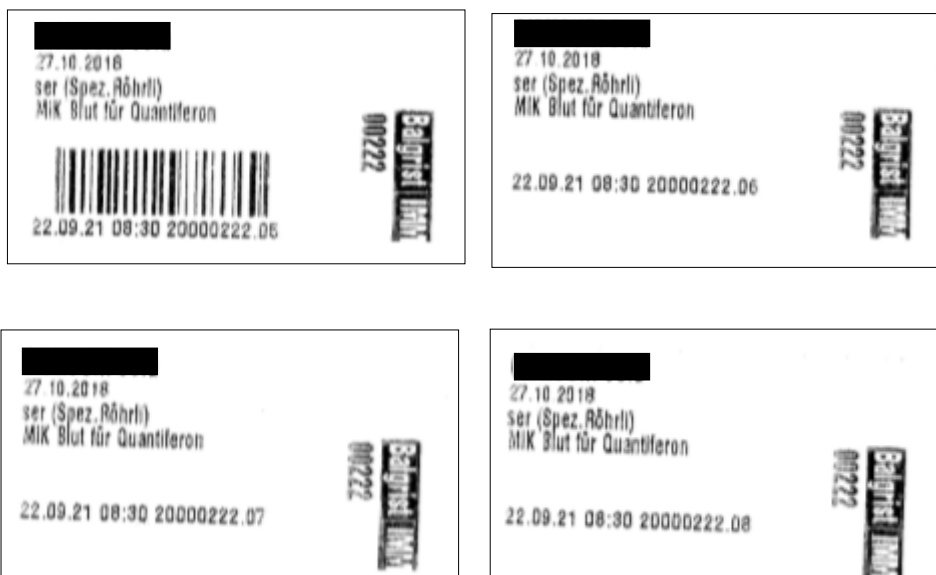 27.10.2018
ser (Spez.Röhrli)
MiK Blut für Quantiferon
22.09.21 08:30 20000222.05
00222
Balgrist IMM
27.10.2018
ser (Spez.Röhrli)
MiK Blut für Quantiferon
22.09.21 08:30 20000222.06
00222
Balgrist IMM
27.10.2018
ser (Spez.Röhrli)
MiK Blut für Quantiferon
22.09.21 08:30 20000222.07
00222
Balgrist IMM
27.10.2018
ser (Spez.Röhrli)
MiK Blut für Quantiferon
22.09.21 08:30 20000222.08
00222
Balgrist IMM